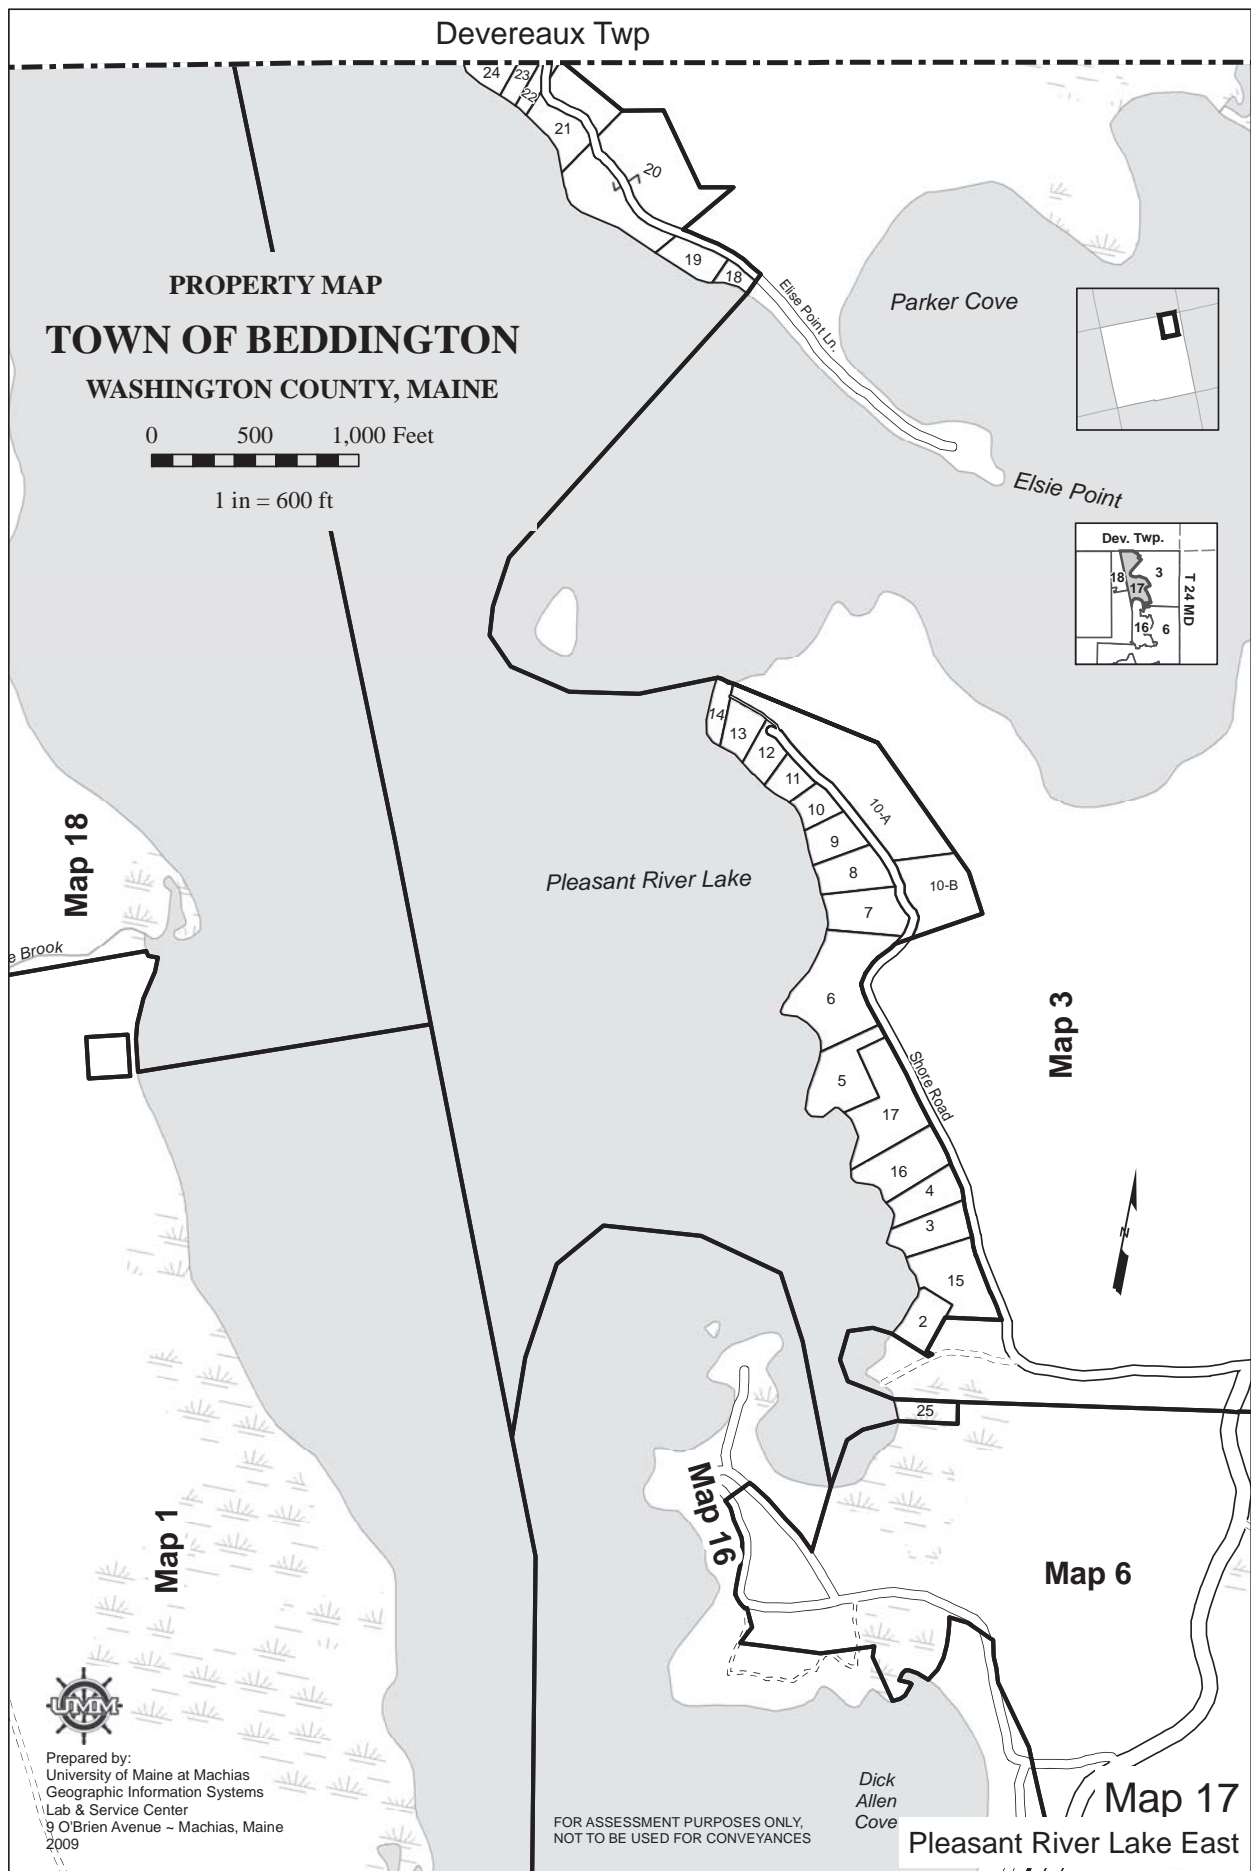 Devereaux Twp
24
23
22
21
20
19
18
Elise Point Ln.
PROPERTY MAP
TOWN OF BEDDINGTON
WASHINGTON COUNTY, MAINE
0 500 1,000 Feet
1 in = 600 ft
Parker Cove
Elsie Point
Dev. Twp.
18
3
17
T 24 MD
16
6
14
13
12
11
10
10-A
9
8
10-B
7
Map 18
Pleasant River Lake
e Brook
6
Map 3
5
Shore Road
17
16
4
3
N
15
2
25
Map 16
Map 1
Map 6
UMM
Prepared by:
University of Maine at Machias
Geographic Information Systems
Lab & Service Center
9 O'Brien Avenue ~ Machias, Maine
2009
FOR ASSESSMENT PURPOSES ONLY,
NOT TO BE USED FOR CONVEYANCES
Dick
Allen
Cove
Map 17
Pleasant River Lake East